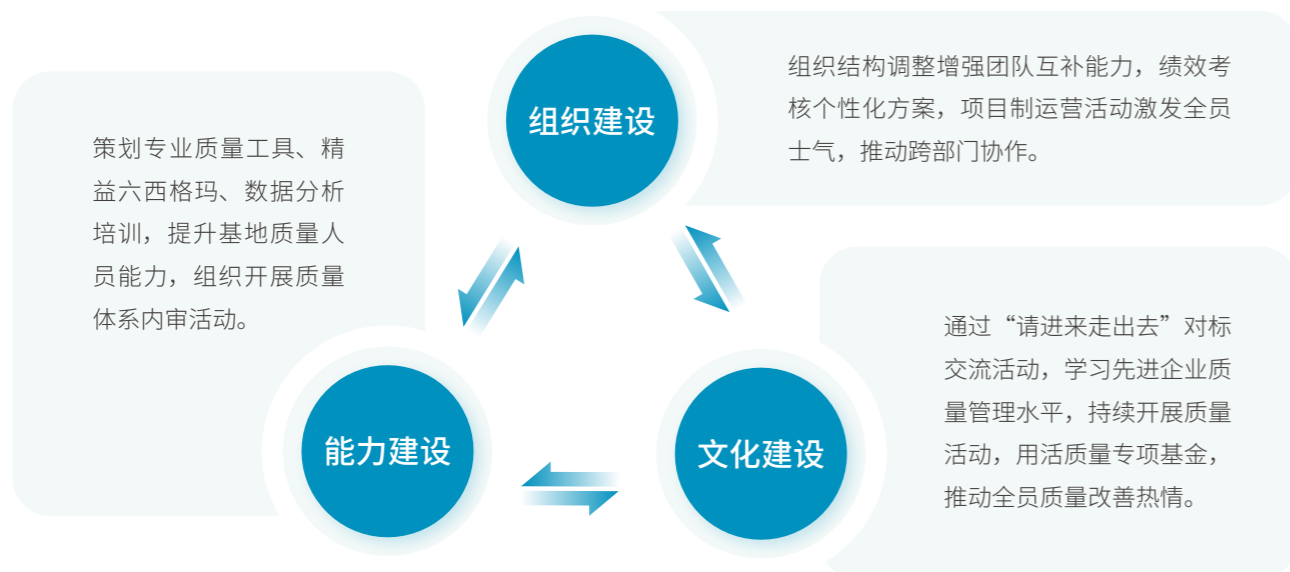 组织建设
组织结构调整增强团队互补能力，绩效考
核个性化方案，项目制运营活动激发全员
士气，推动跨部门协作。
策划专业质量工具、精
益六西格玛、数据分析
培训，提升基地质量人
员能力，组织开展质量
体系内审活动。
能力建设
文化建设
通过“请进来走出去”对标
交流活动，学习先进企业质
量管理水平，持续开展质量
活动，用活质量专项基金，
推动全员质量改善热情。